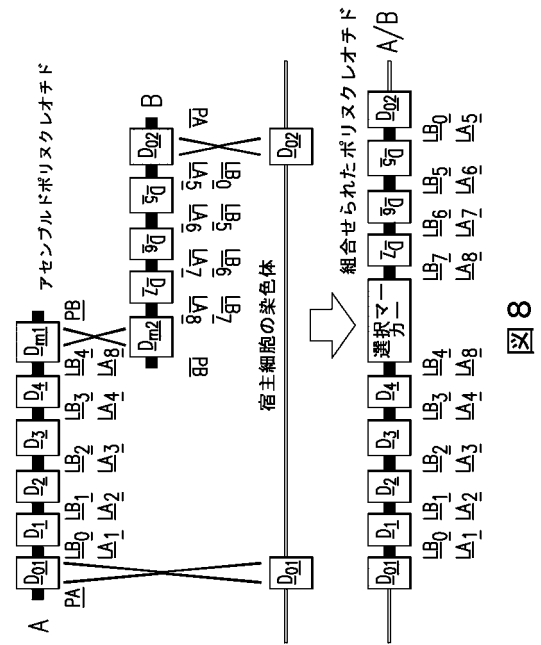 アセンブルドポリヌクレオチド
A
D01 D1 D2 D3 D4 Dm1
PA LB0 LB1 LB2 LB3 LB4 PB
LA1 LA2 LA3 LA4 LA8
B
Dm2 D7 D6 D5 D02
PB LA8 LA7 LA6 LA5 PA
LB7 LB6 LB5 LB0
宿主細胞の染色体
D01 D02
組合せられたポリヌクレオチド
A/B
D01 D1 D2 D3 D4 選択マー
カー D7 D6 D5 D02
LB0 LB1 LB2 LB3 LB4 LB7 LB6 LB5 LB0
LA1 LA2 LA3 LA4 LA8 LA8 LA7 LA6 LA5
図8